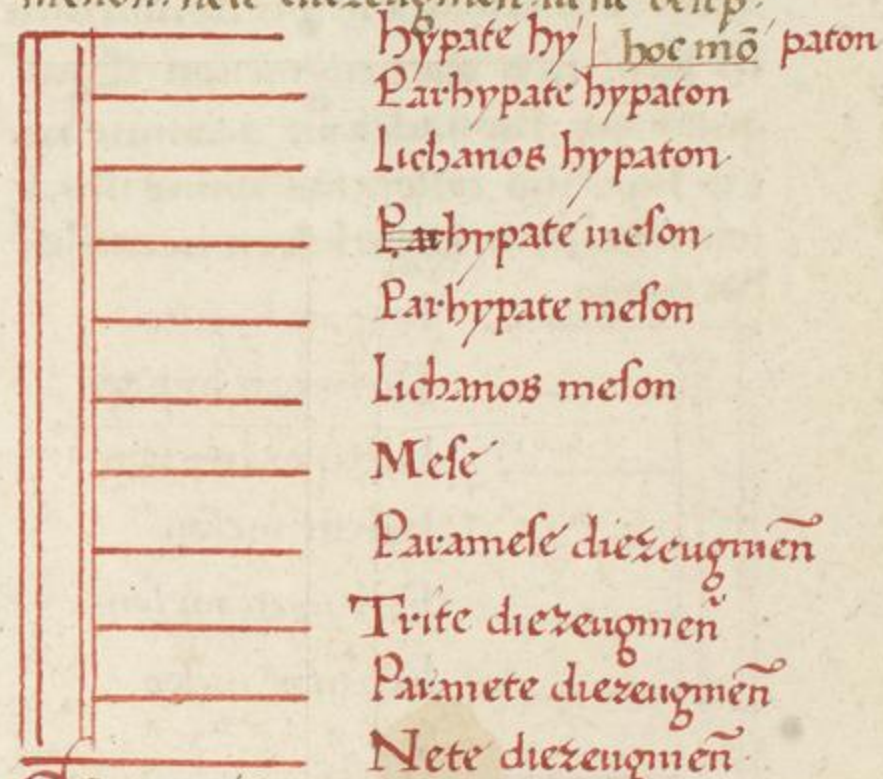 hypate hy hoc mō paton
Parhypate hypaton
Lichanos hypaton
Parhypate meson
Parhypate meson
Lichanos meson
Mese
Paramese diezeugmen̄
Trite diezeugmen̄
Paranete diezeugmen̄
Nete diezeugmen̄